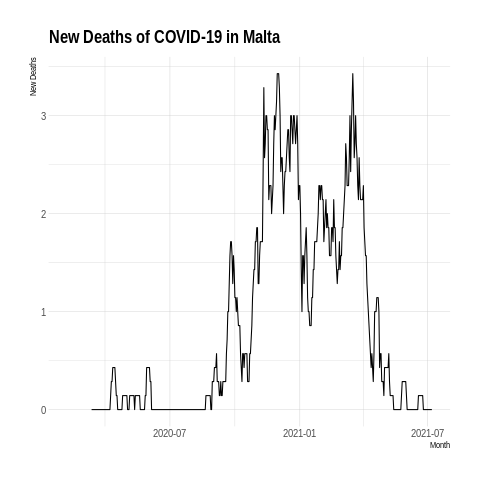 New Deaths of COVID-19 in Malta
New Deaths
3
2
1
0
2020-07
2021-01
2021-07
Month